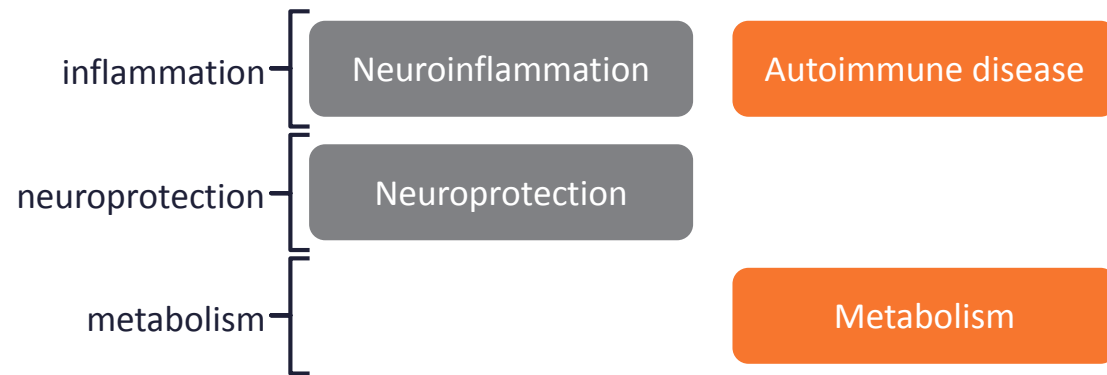 inflammation
Neuroinflammation
Autoimmune disease
neuroprotection
Neuroprotection
metabolism
Metabolism